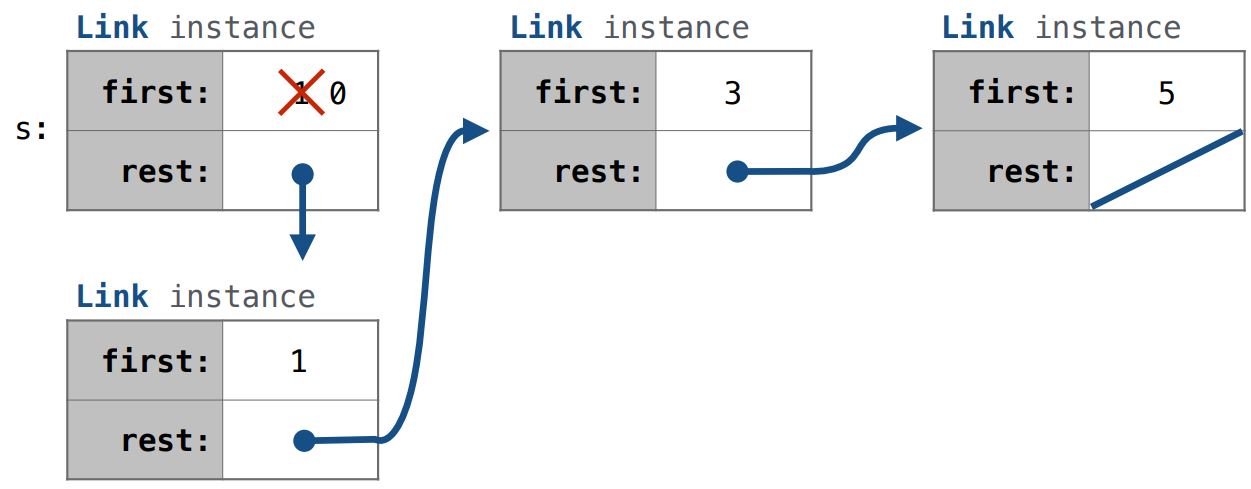 Link instance
Link instance
Link instance
s:
first: 1 0
rest:
first: 3
rest:
first: 5
rest:
Link instance
first: 1
rest: